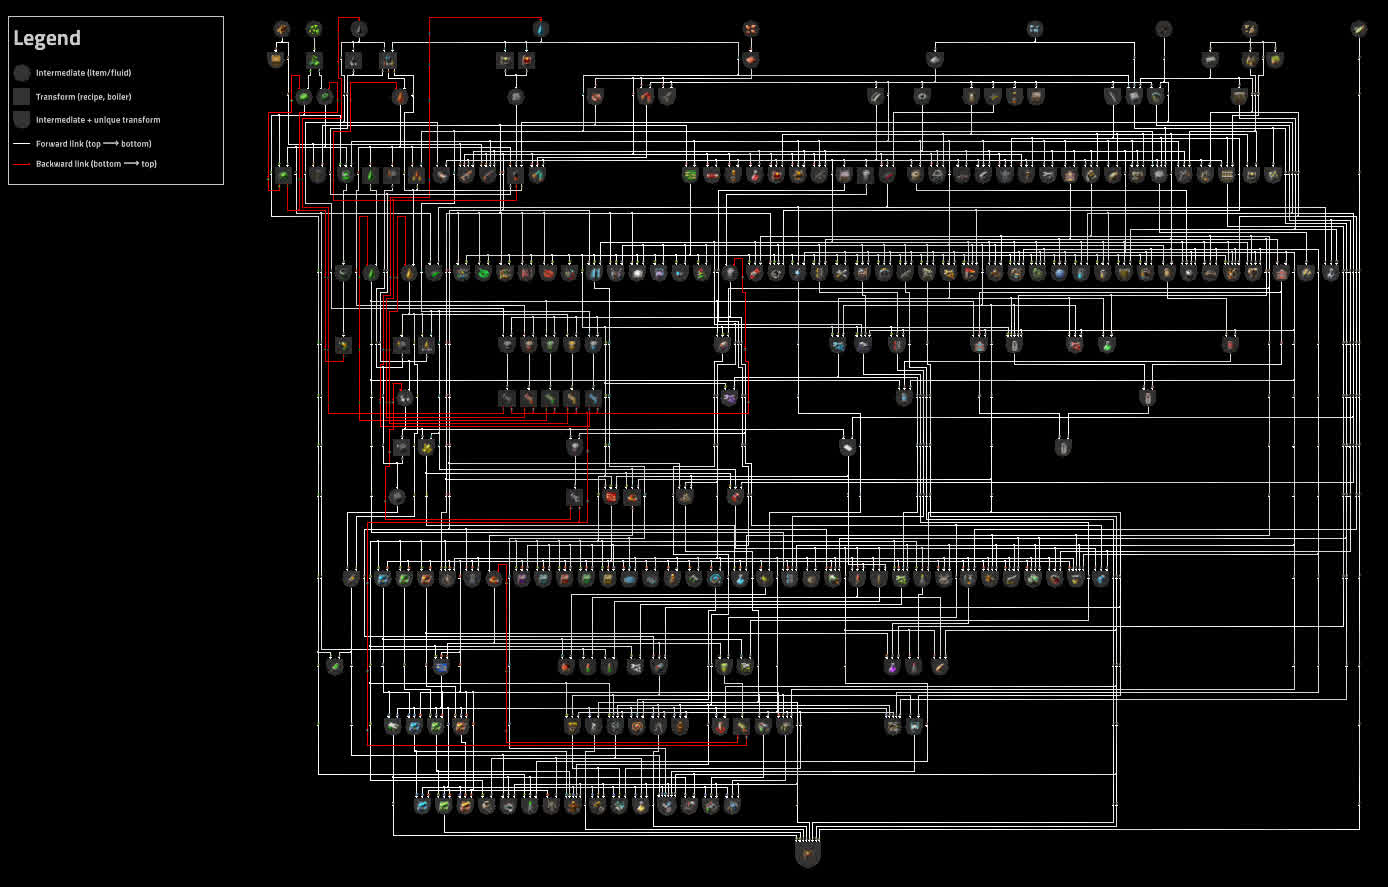 Legend
Intermediate (item/fluid)
Transform (recipe, boiler)
Intermediate + unique transform
Forward link (top ⟶ bottom)
Backward link (bottom ⟶ top)